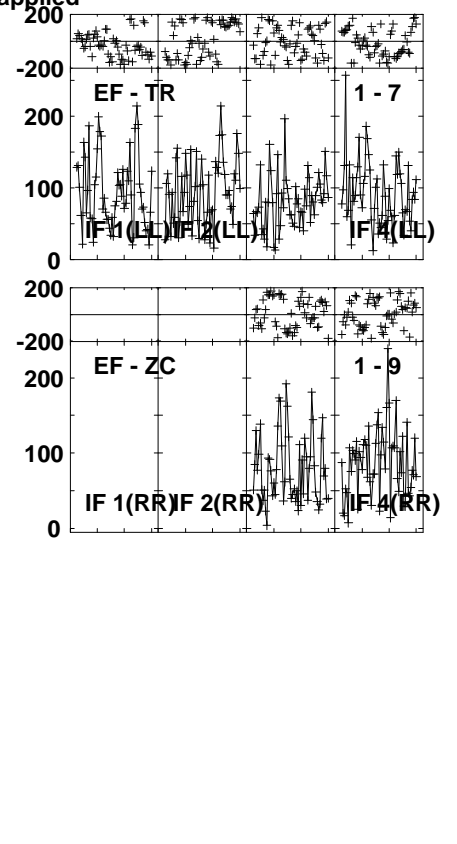 applied
200
-200
EF - TR 1 - 7
200
100
IF 1(LL) IF 2(LL) IF 4(LL)
0
200
-200
EF - ZC 1 - 9
200
100
IF 1(RR) IF 2(RR) IF 4(RR)
0